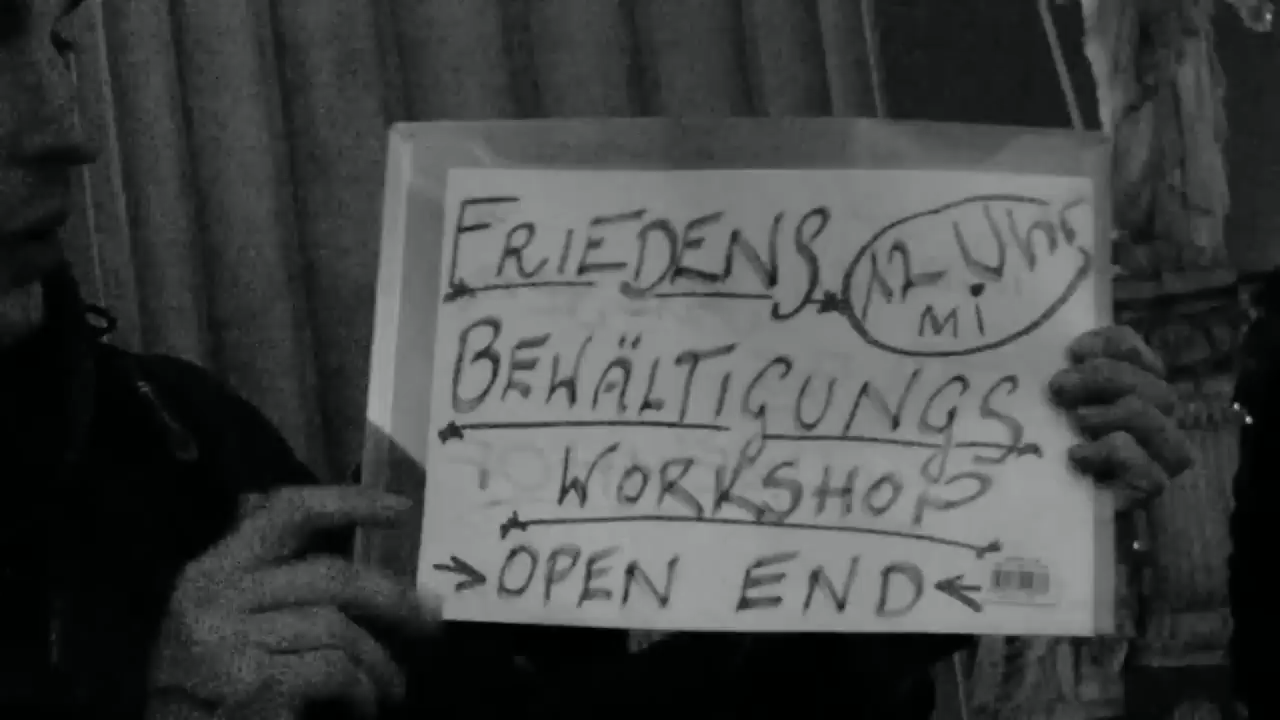 FRIEDENS
12 Uhr
Mi
BEWÄLTIGUNGS
WORKSHOP
→ OPEN END ←